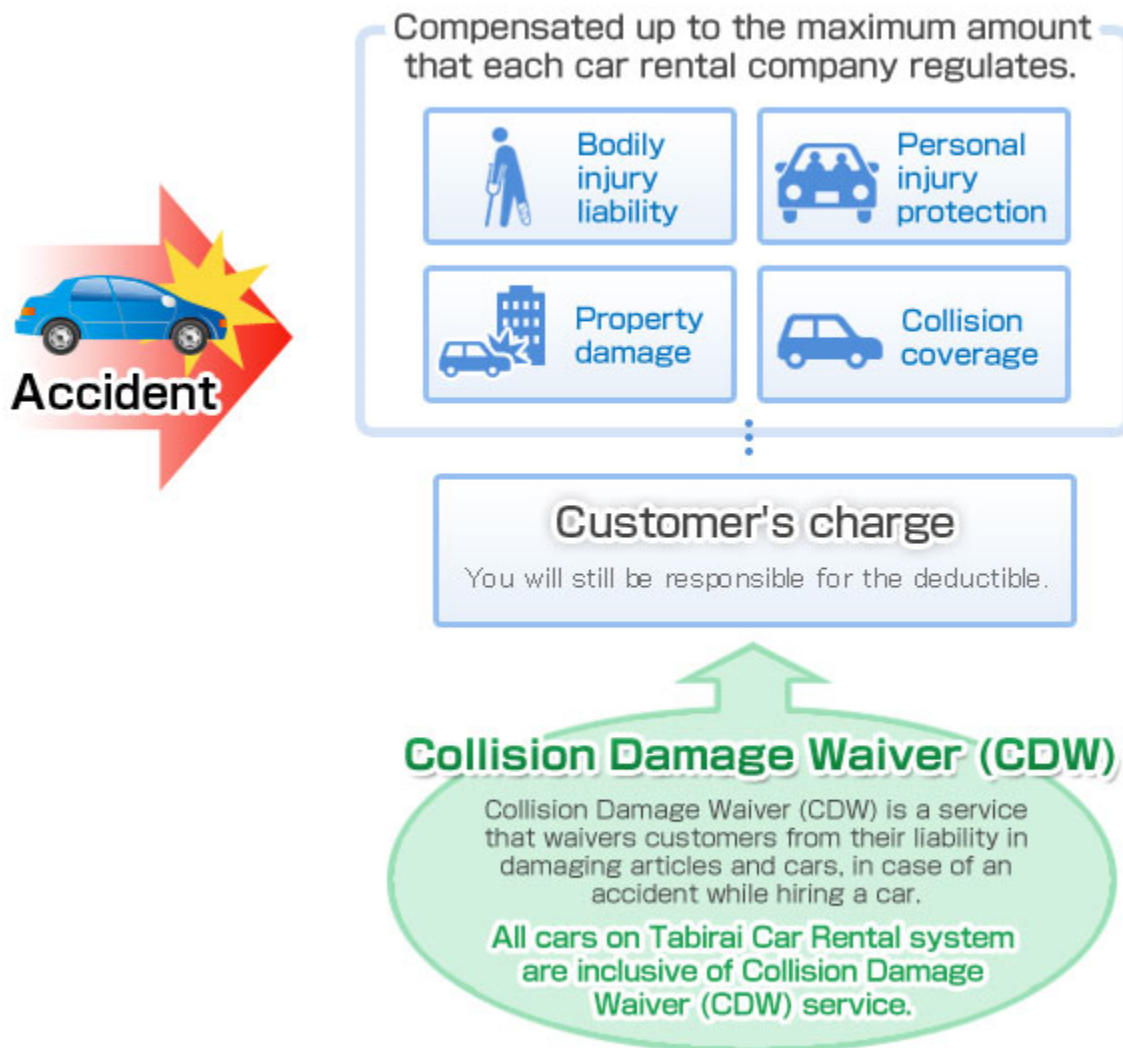 Compensated up to the maximum amount
that each car rental company regulates.
Bodily
injury
liability
Personal
injury
protection
Accident
Property
damage
Collision
coverage
Customer's charge
You will still be responsible for the deductible.
Collision Damage Waiver (CDW)
Collision Damage Waiver (CDW) is a service
that waivers customers from their liability in
damaging articles and cars, in case of an
accident while hiring a car.
All cars on Tabirai Car Rental system
are inclusive of Collision Damage
Waiver (CDW) service.